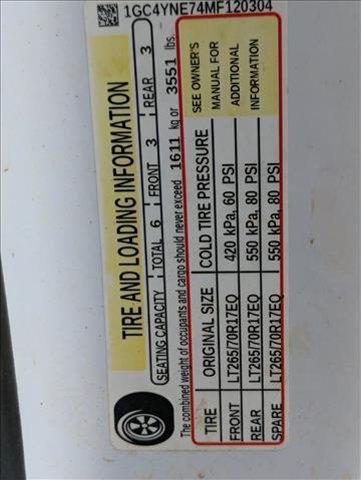 1GC4YNE74MF120304
TIRE AND LOADING INFORMATION
SEATING CAPACITY TOTAL 6 FRONT 3 REAR 3
The combined weight of occupants and cargo should never exceed 1611 kg or 3551 lbs.
TIRE ORIGINAL SIZE COLD TIRE PRESSURE SEE OWNER'S
FRONT LT265/70R17EQ 420 kPa, 60 PSI MANUAL FOR
REAR LT265/70R17EQ 550 kPa, 80 PSI ADDITIONAL
SPARE LT265/70R17EQ 550 kPa, 80 PSI INFORMATION